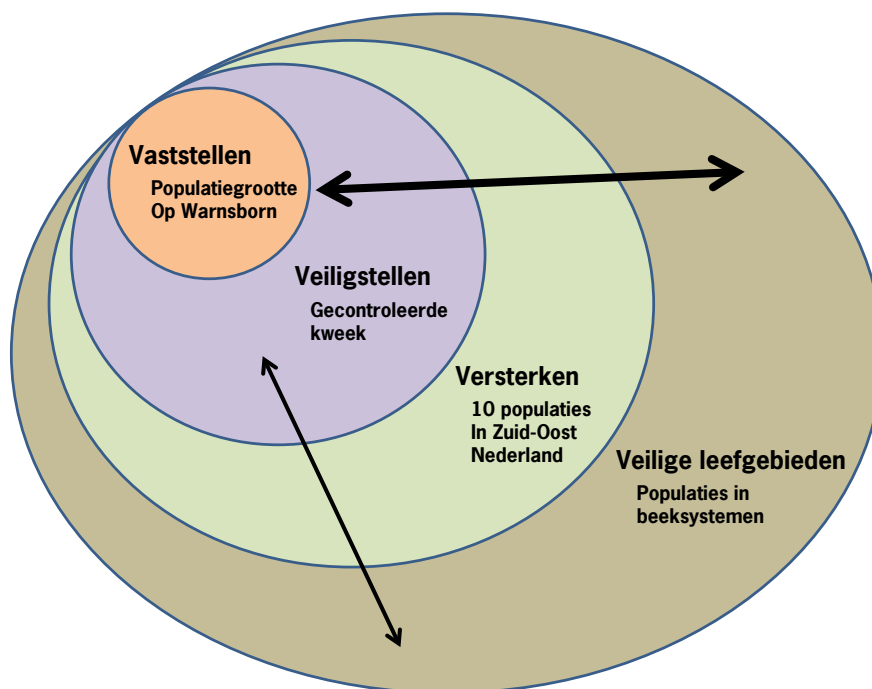 Vaststellen
Populatiegrootte
Op Warnsborn
Veiligstellen
Gecontroleerde
kweek
Versterken
10 populaties
In Zuid-Oost
Nederland
Veilige leefgebieden
Populaties in
beeksystemen